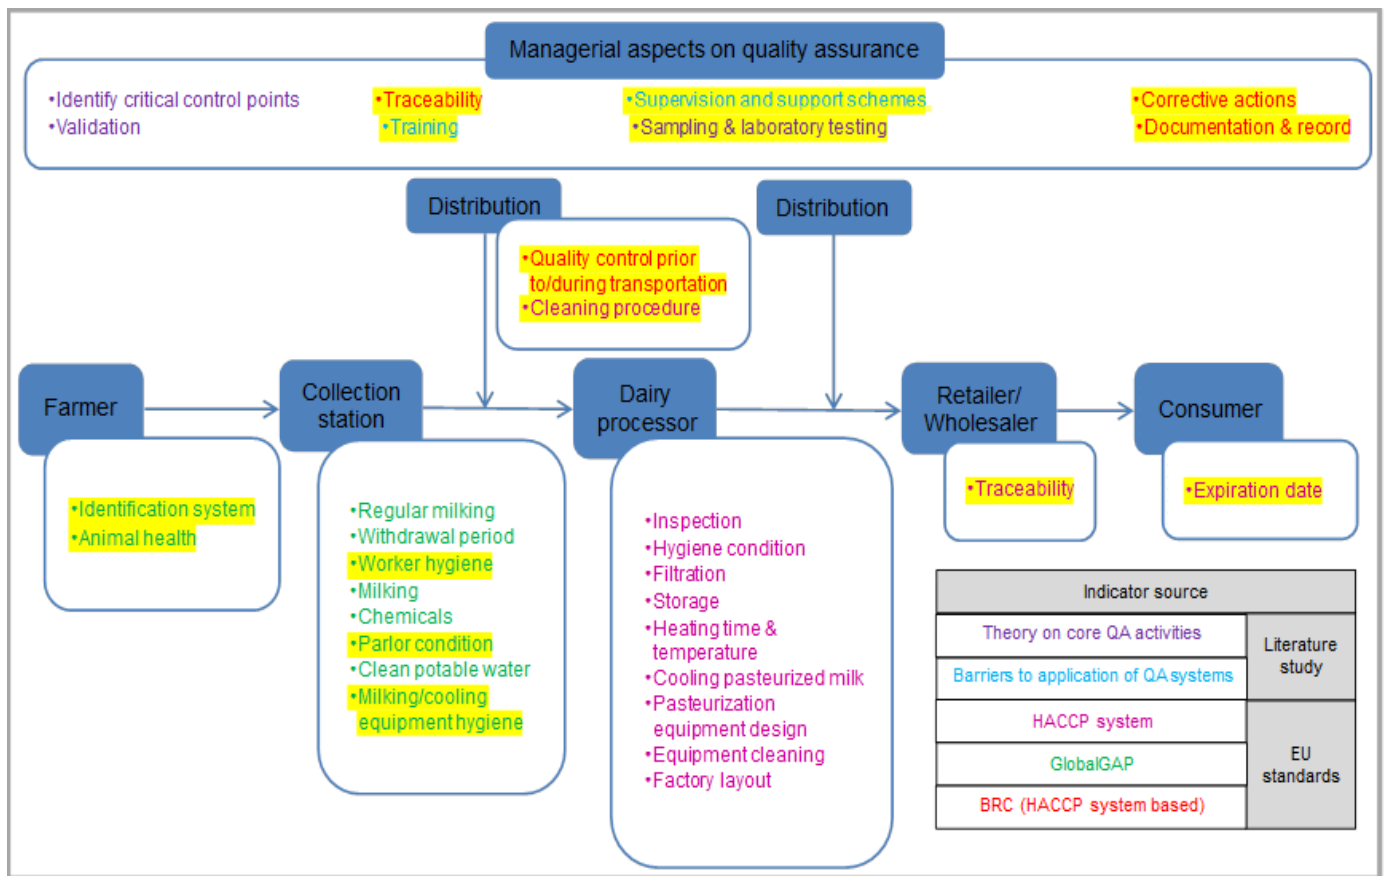 Managerial aspects on quality assurance
•Identify critical control points
•Validation
•Traceability
•Training
•Supervision and support schemes
•Sampling & laboratory testing
•Corrective actions
•Documentation & record
Distribution
•Quality control prior
to/during transportation
•Cleaning procedure
Distribution
Farmer
•Identification system
•Animal health
Collection
station
•Regular milking
•Withdrawal period
•Worker hygiene
•Milking
•Chemicals
•Parlor condition
•Clean potable water
•Milking/cooling
equipment hygiene
Dairy
processor
•Inspection
•Hygiene condition
•Filtration
•Storage
•Heating time &
temperature
•Cooling pasteurized milk
•Pasteurization
equipment design
•Equipment cleaning
•Factory layout
Retailer/
Wholesaler
•Traceability
Consumer
•Expiration date
Indicator source
Theory on core QA activities
Barriers to application of QA systems
Literature
study
HACCP system
GlobalGAP
BRC (HACCP system based)
EU
standards